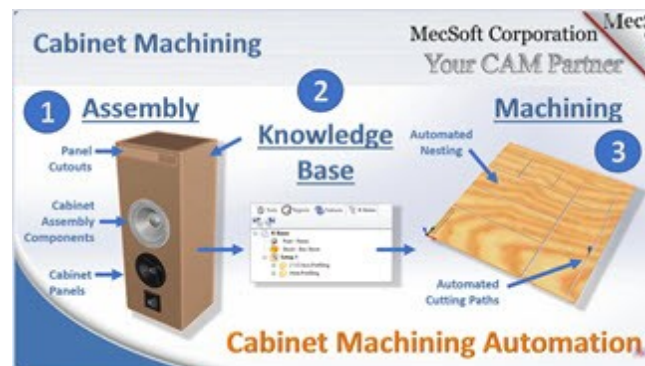 Cabinet Machining
MecSoft Corporation
Your CAM Partner
1
Assembly
2
Knowledge
Base
Machining
3
Panel
Cutouts
Cabinet
Assembly
Components
Cabinet
Panels
Automated
Nesting
Automated
Cutting Paths
Cabinet Machining Automation